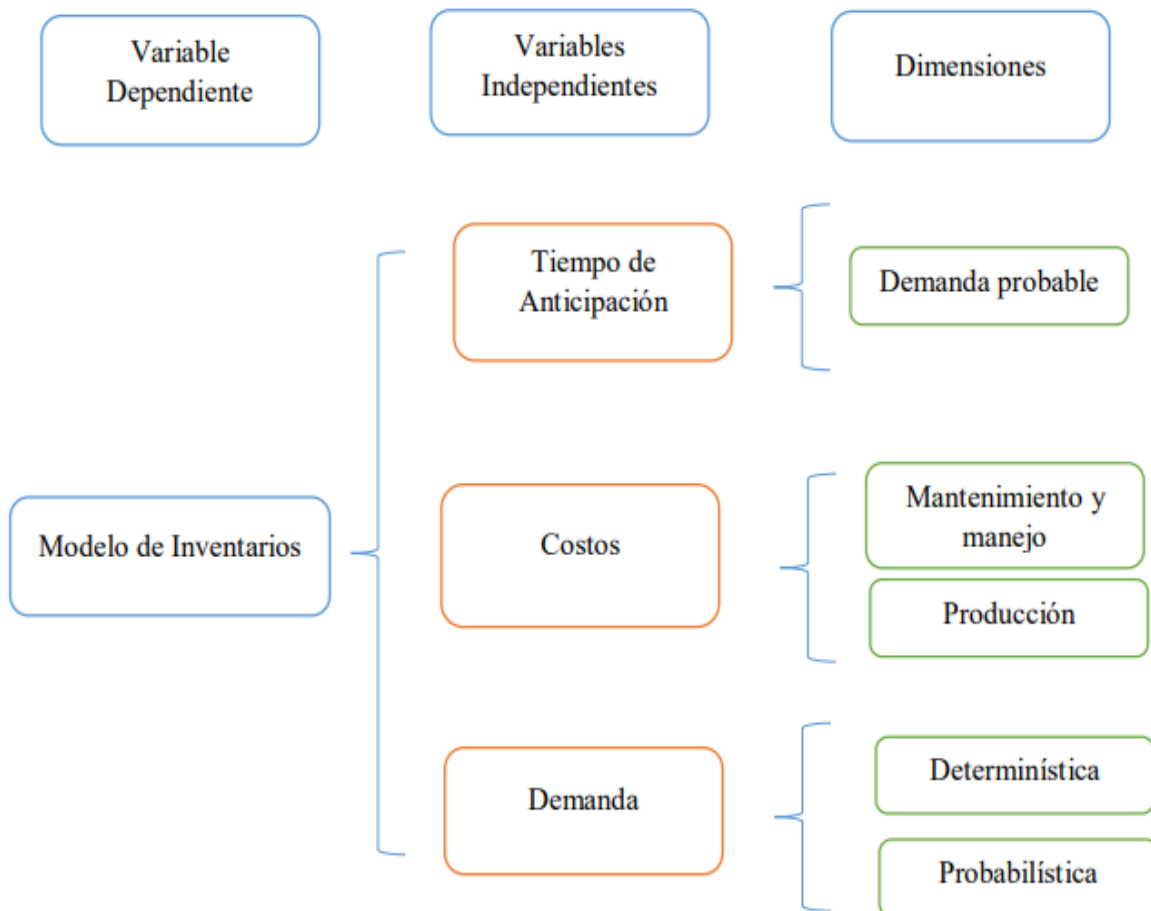 Variable
Dependiente
Variables
Independientes
Dimensiones
Tiempo de
Anticipación
Demanda probable
Modelo de Inventarios
Costos
Mantenimiento y
manejo
Producción
Demanda
Determinística
Probabilística